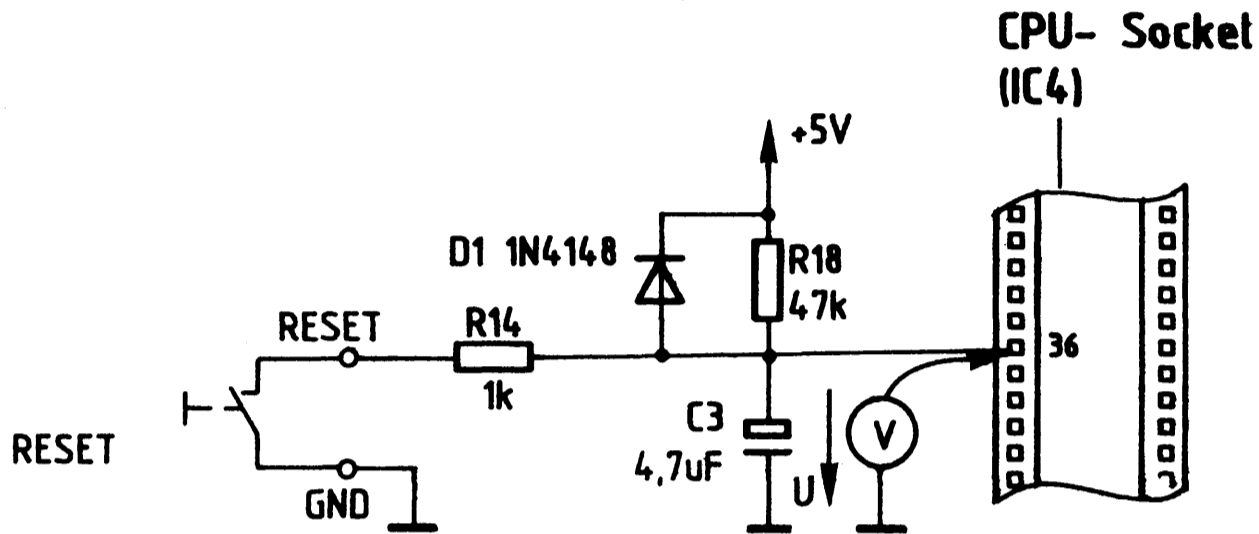 CPU- Socket
(IC4)
+5V
D1 1N4148
R18
47k
RESET
R14
1k
36
C3
4,7uF
U
V
RESET
GND